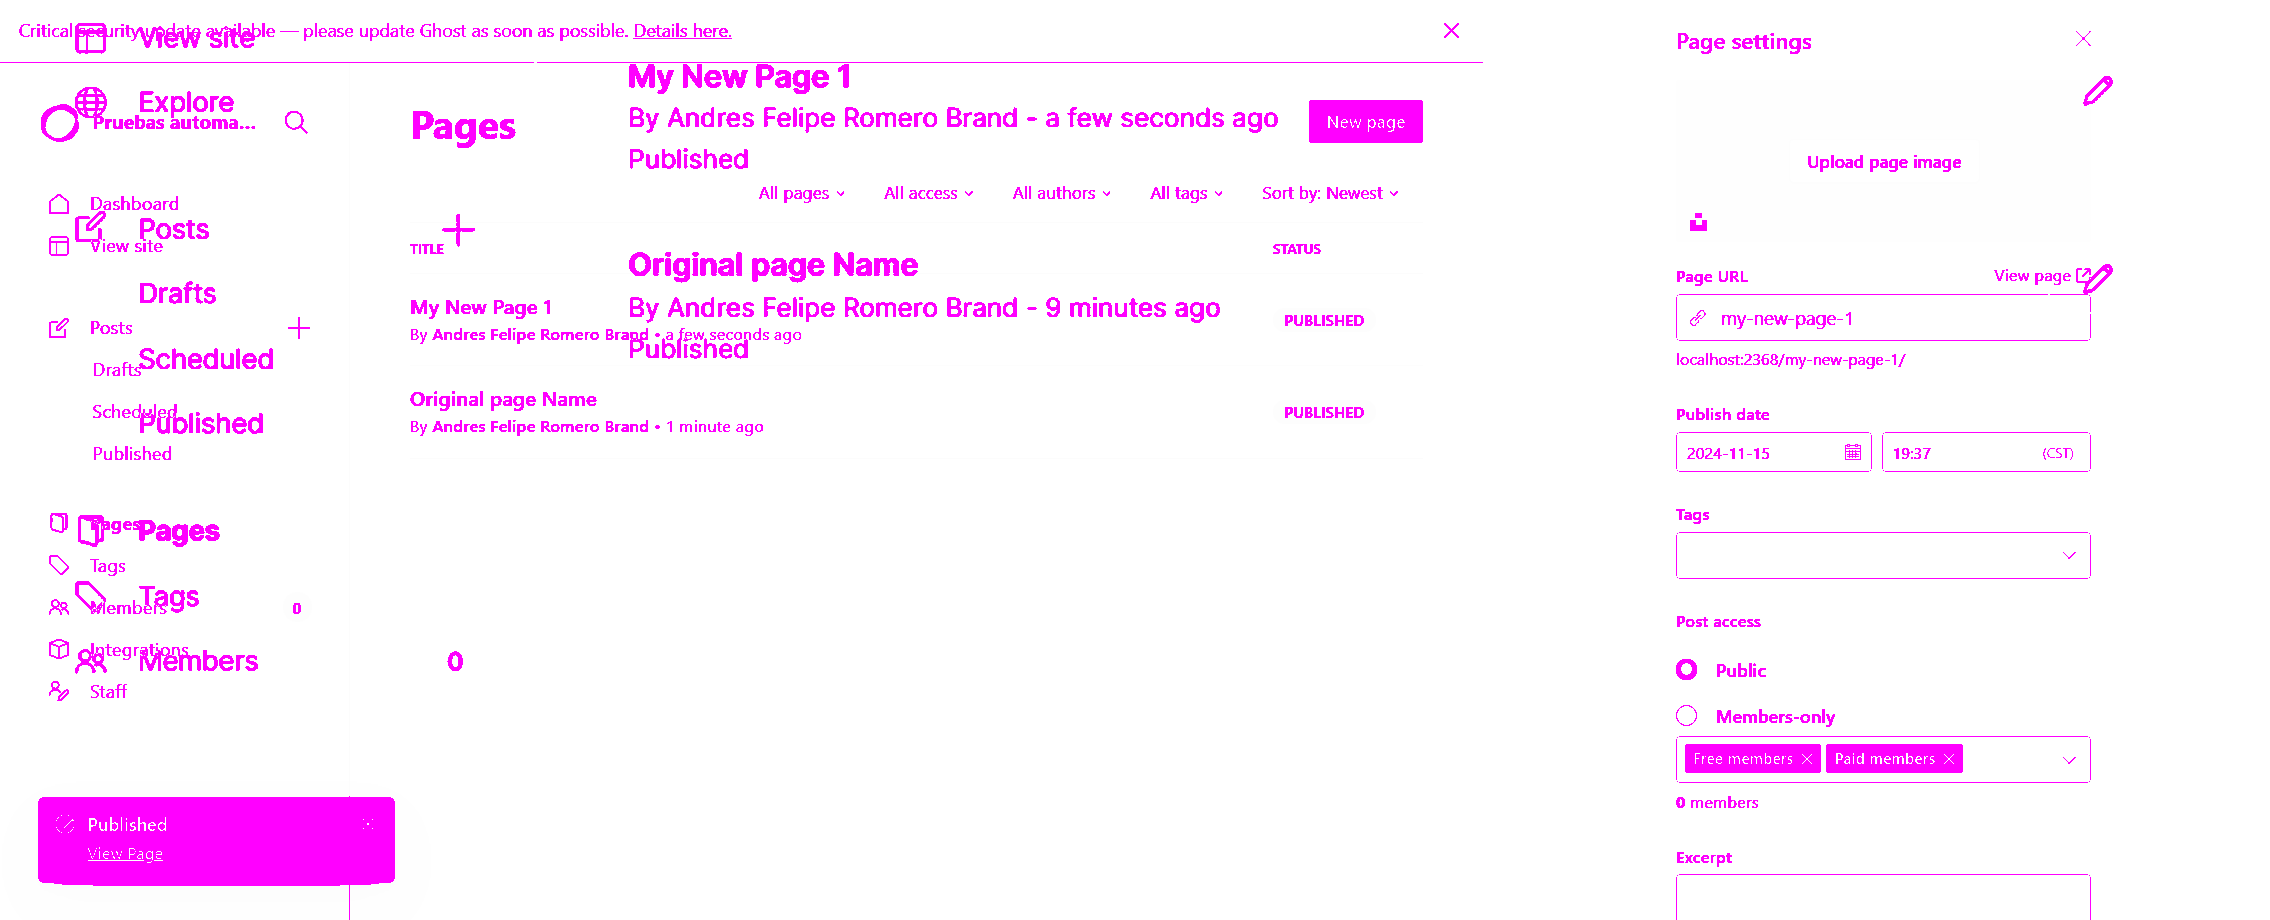 Critical security update available — please update Ghost as soon as possible. Details here.
View site
Explore
Pruebas automa...
Dashboard
Posts
View site
Drafts
Posts
Scheduled
Drafts
Scheduled
Published
Published
Pages
Pages
Tags
Tags
Members
0
Integrations
Members
0
Staff
Published
View Page
My New Page 1
By Andres Felipe Romero Brand - a few seconds ago
Published
Pages
New page
All pages
All access
All authors
All tags
Sort by: Newest
TITLE
STATUS
Original page Name
By Andres Felipe Romero Brand - 9 minutes ago
Published
My New Page 1
By Andres Felipe Romero Brand • a few seconds ago
PUBLISHED
Original page Name
By Andres Felipe Romero Brand • 1 minute ago
PUBLISHED
Page settings
Upload page image
Page URL
View page
my-new-page-1
localhost:2368/my-new-page-1/
Publish date
2024-11-15
19:37
(CST)
Tags
Post access
Public
Members-only
Free members
Paid members
0 members
Excerpt